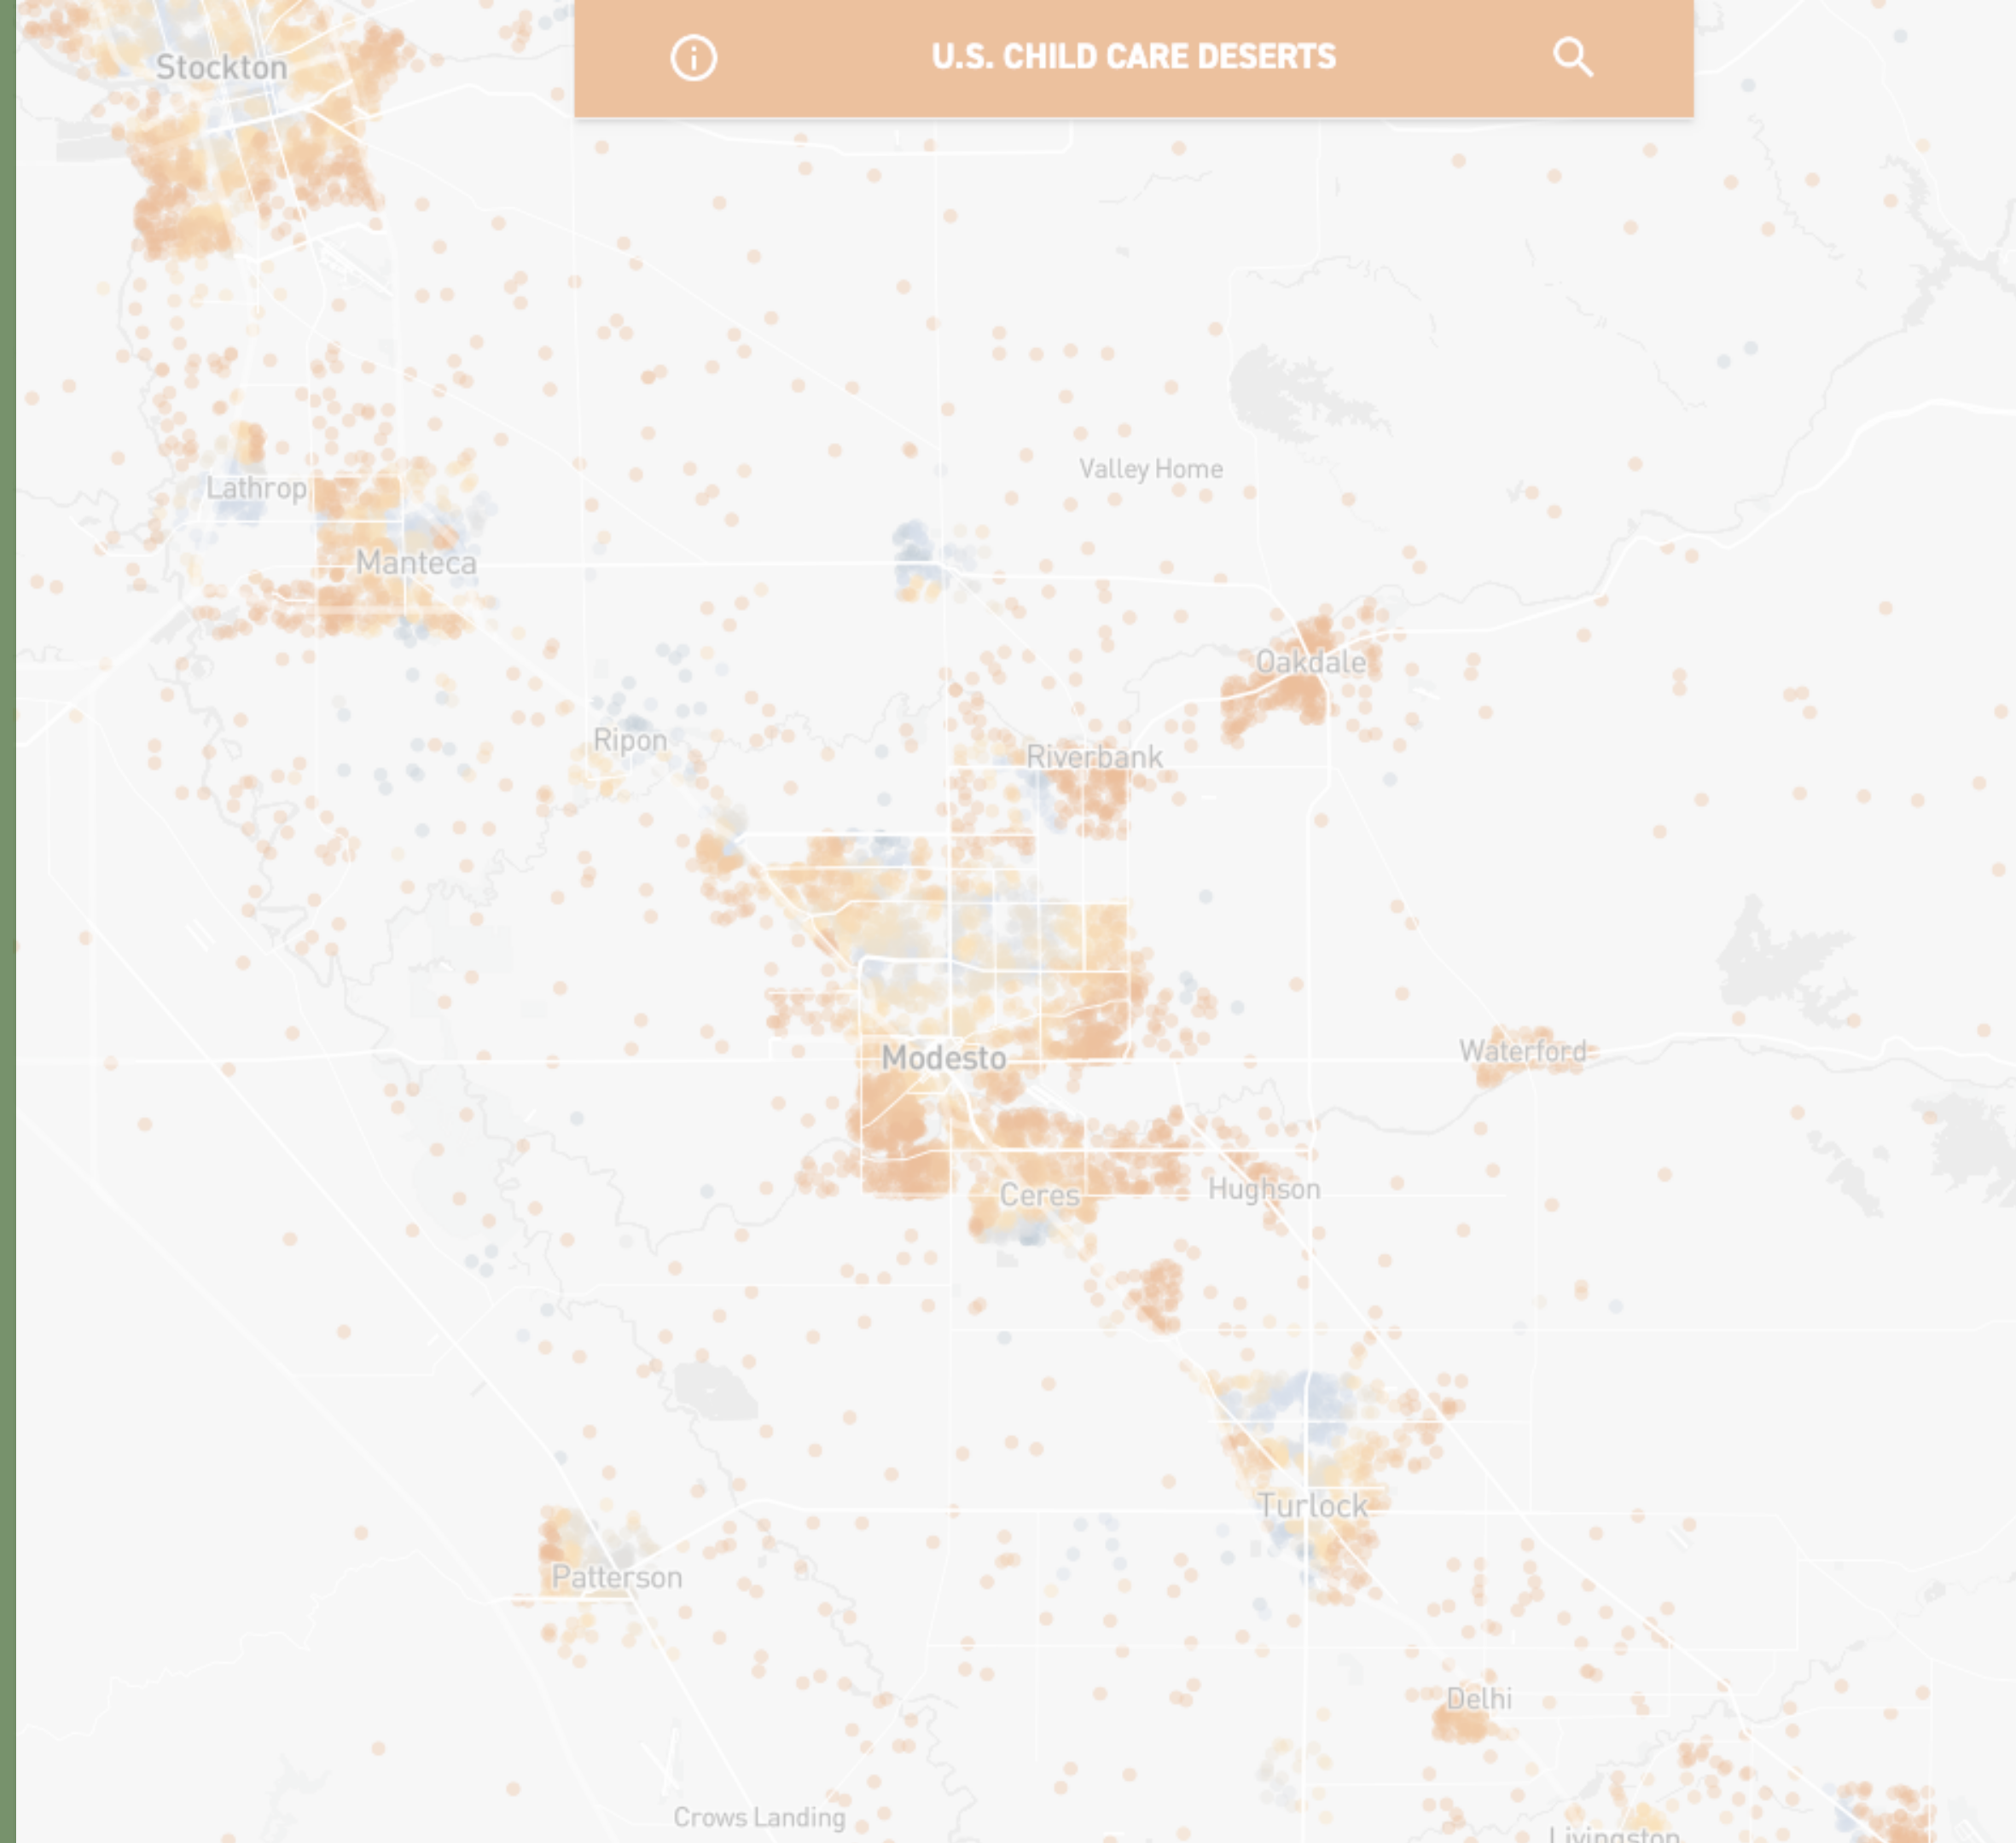 U.S. CHILD CARE DESERTS
Stockton
Valley Home
Lathrop
Manteca
Oakdale
Ripon
Riverbank
Modesto
Waterford
Ceres
Hughson
Turlock
Patterson
Delhi
Crows Landing
Livingston